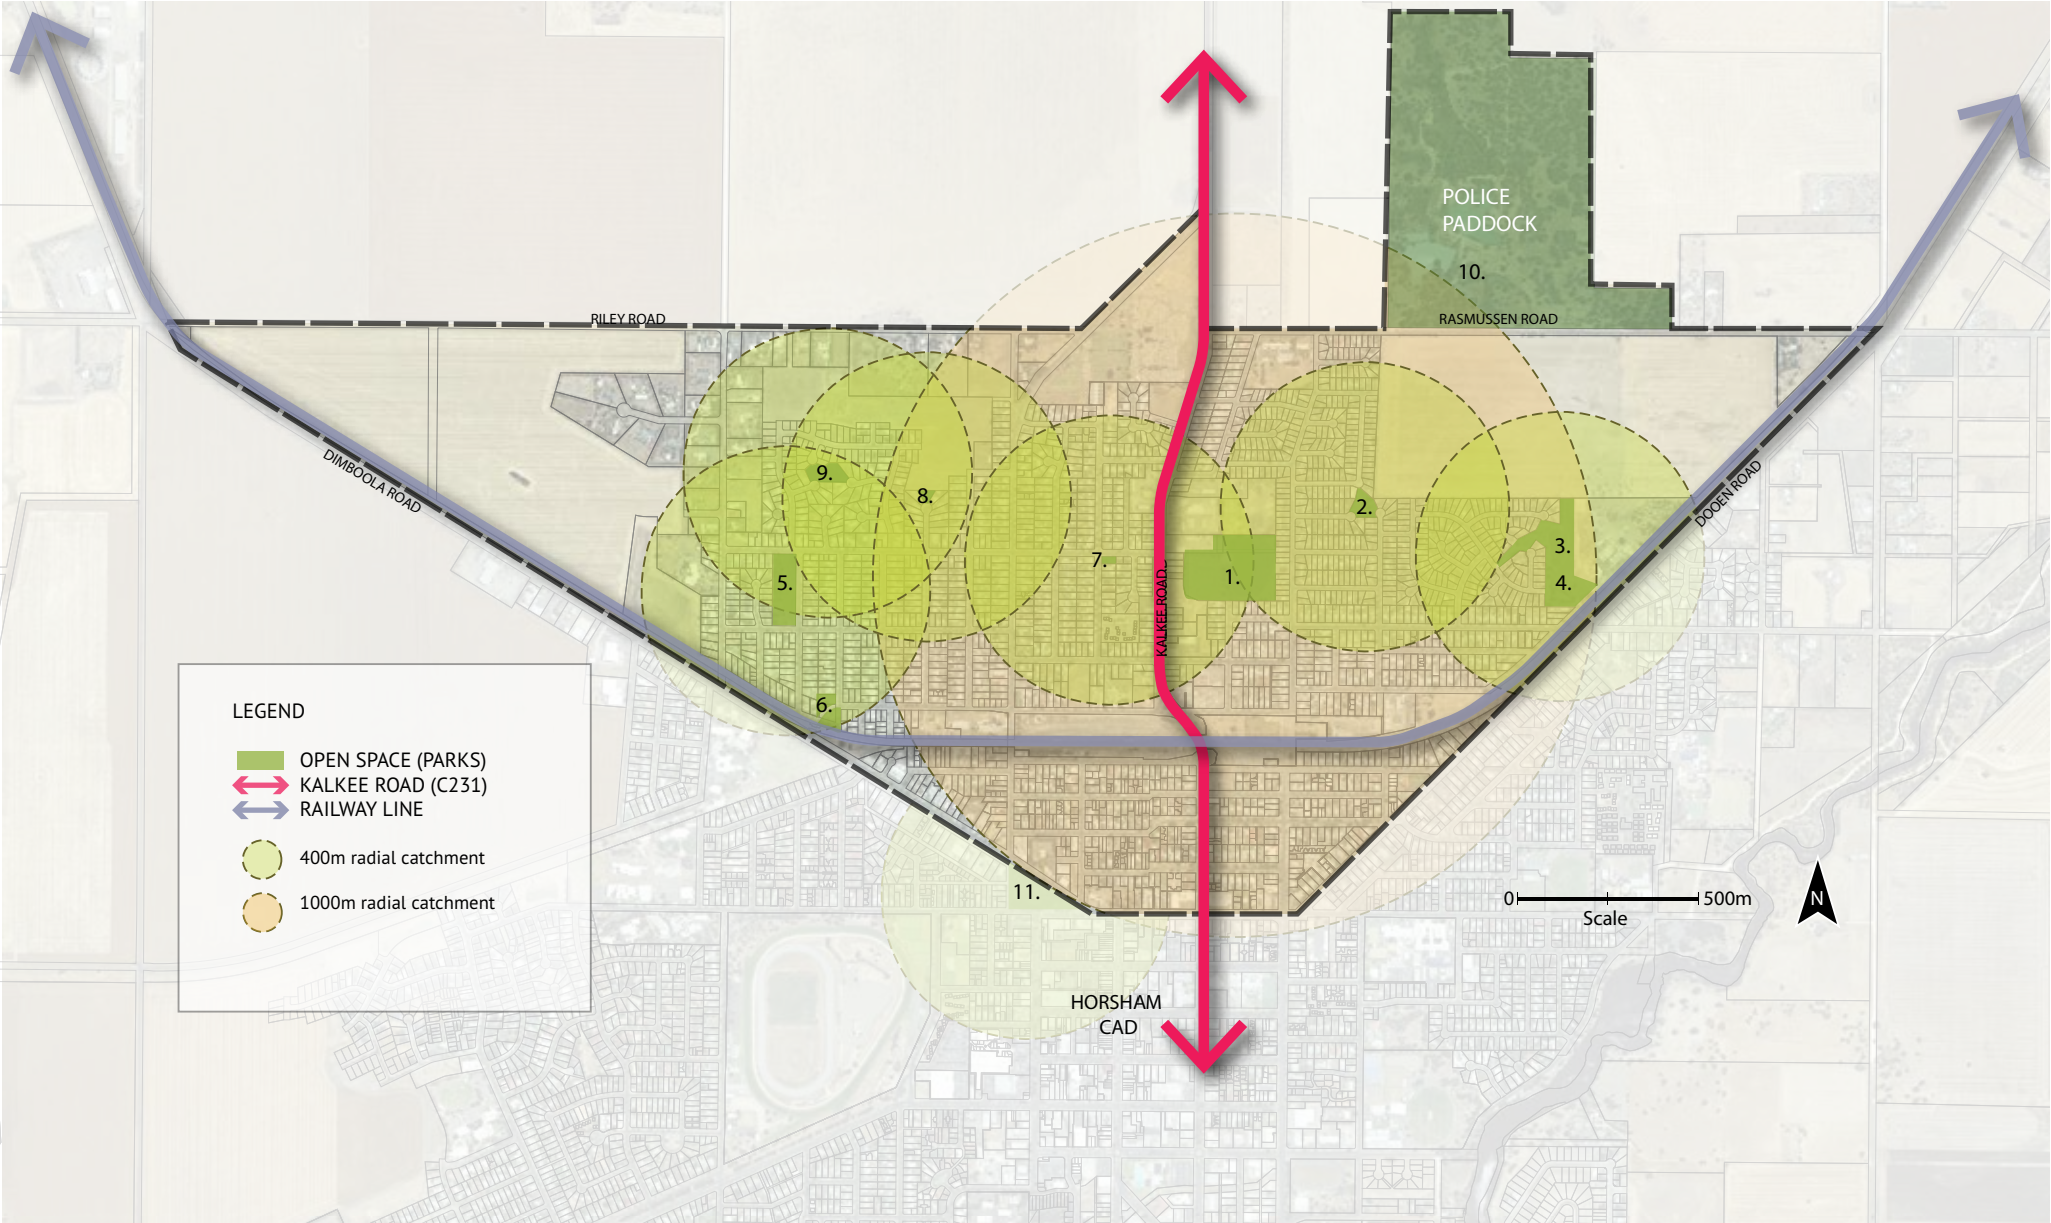 POLICE
PADDOCK
10.
RILEY ROAD
RASMUSSEN ROAD
DIMBOOLA ROAD
DOOEN ROAD
KALKEE ROAD
9.
8.
2.
7.
1.
3.
4.
5.
6.
11.
LEGEND
OPEN SPACE (PARKS)
KALKEE ROAD (C231)
RAILWAY LINE
400m radial catchment
1000m radial catchment
0
500m
Scale
N
HORSHAM
CAD